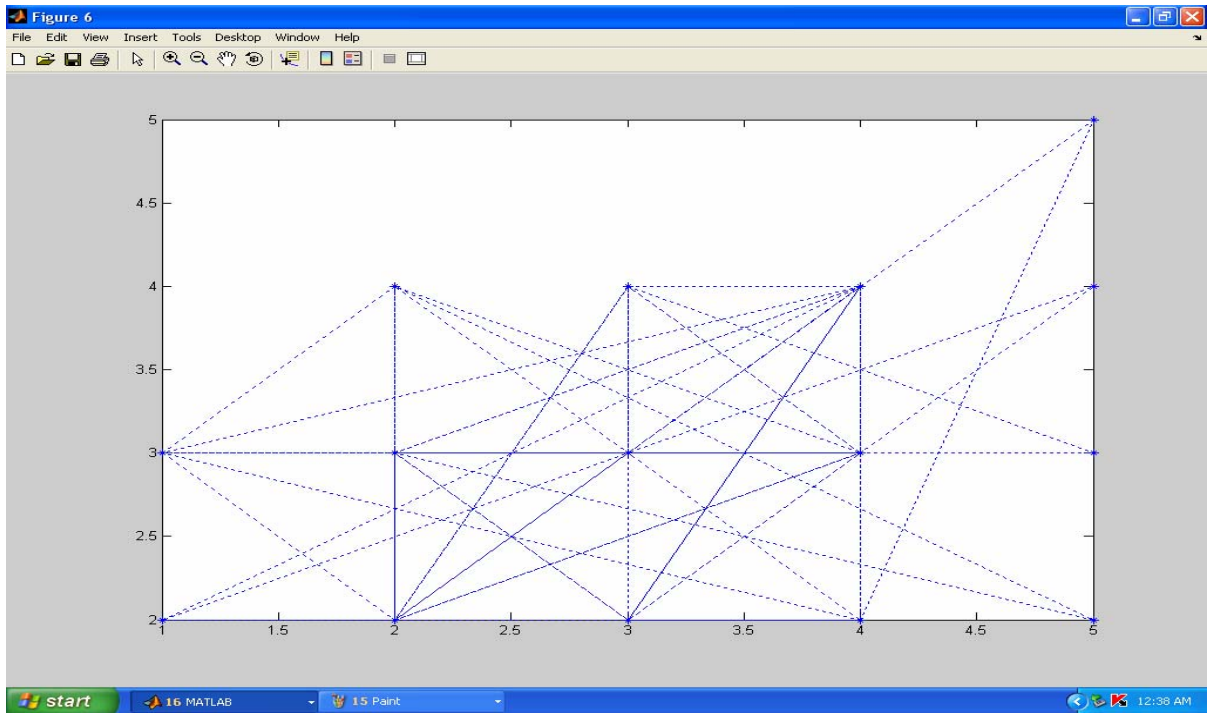 Figure 6
File Edit View Insert Tools Desktop Window Help
5
4.5
4
3.5
3
2.5
2
1 1.5 2 2.5 3 3.5 4 4.5 5
start 16 MATLAB 15 Paint 12:38 AM